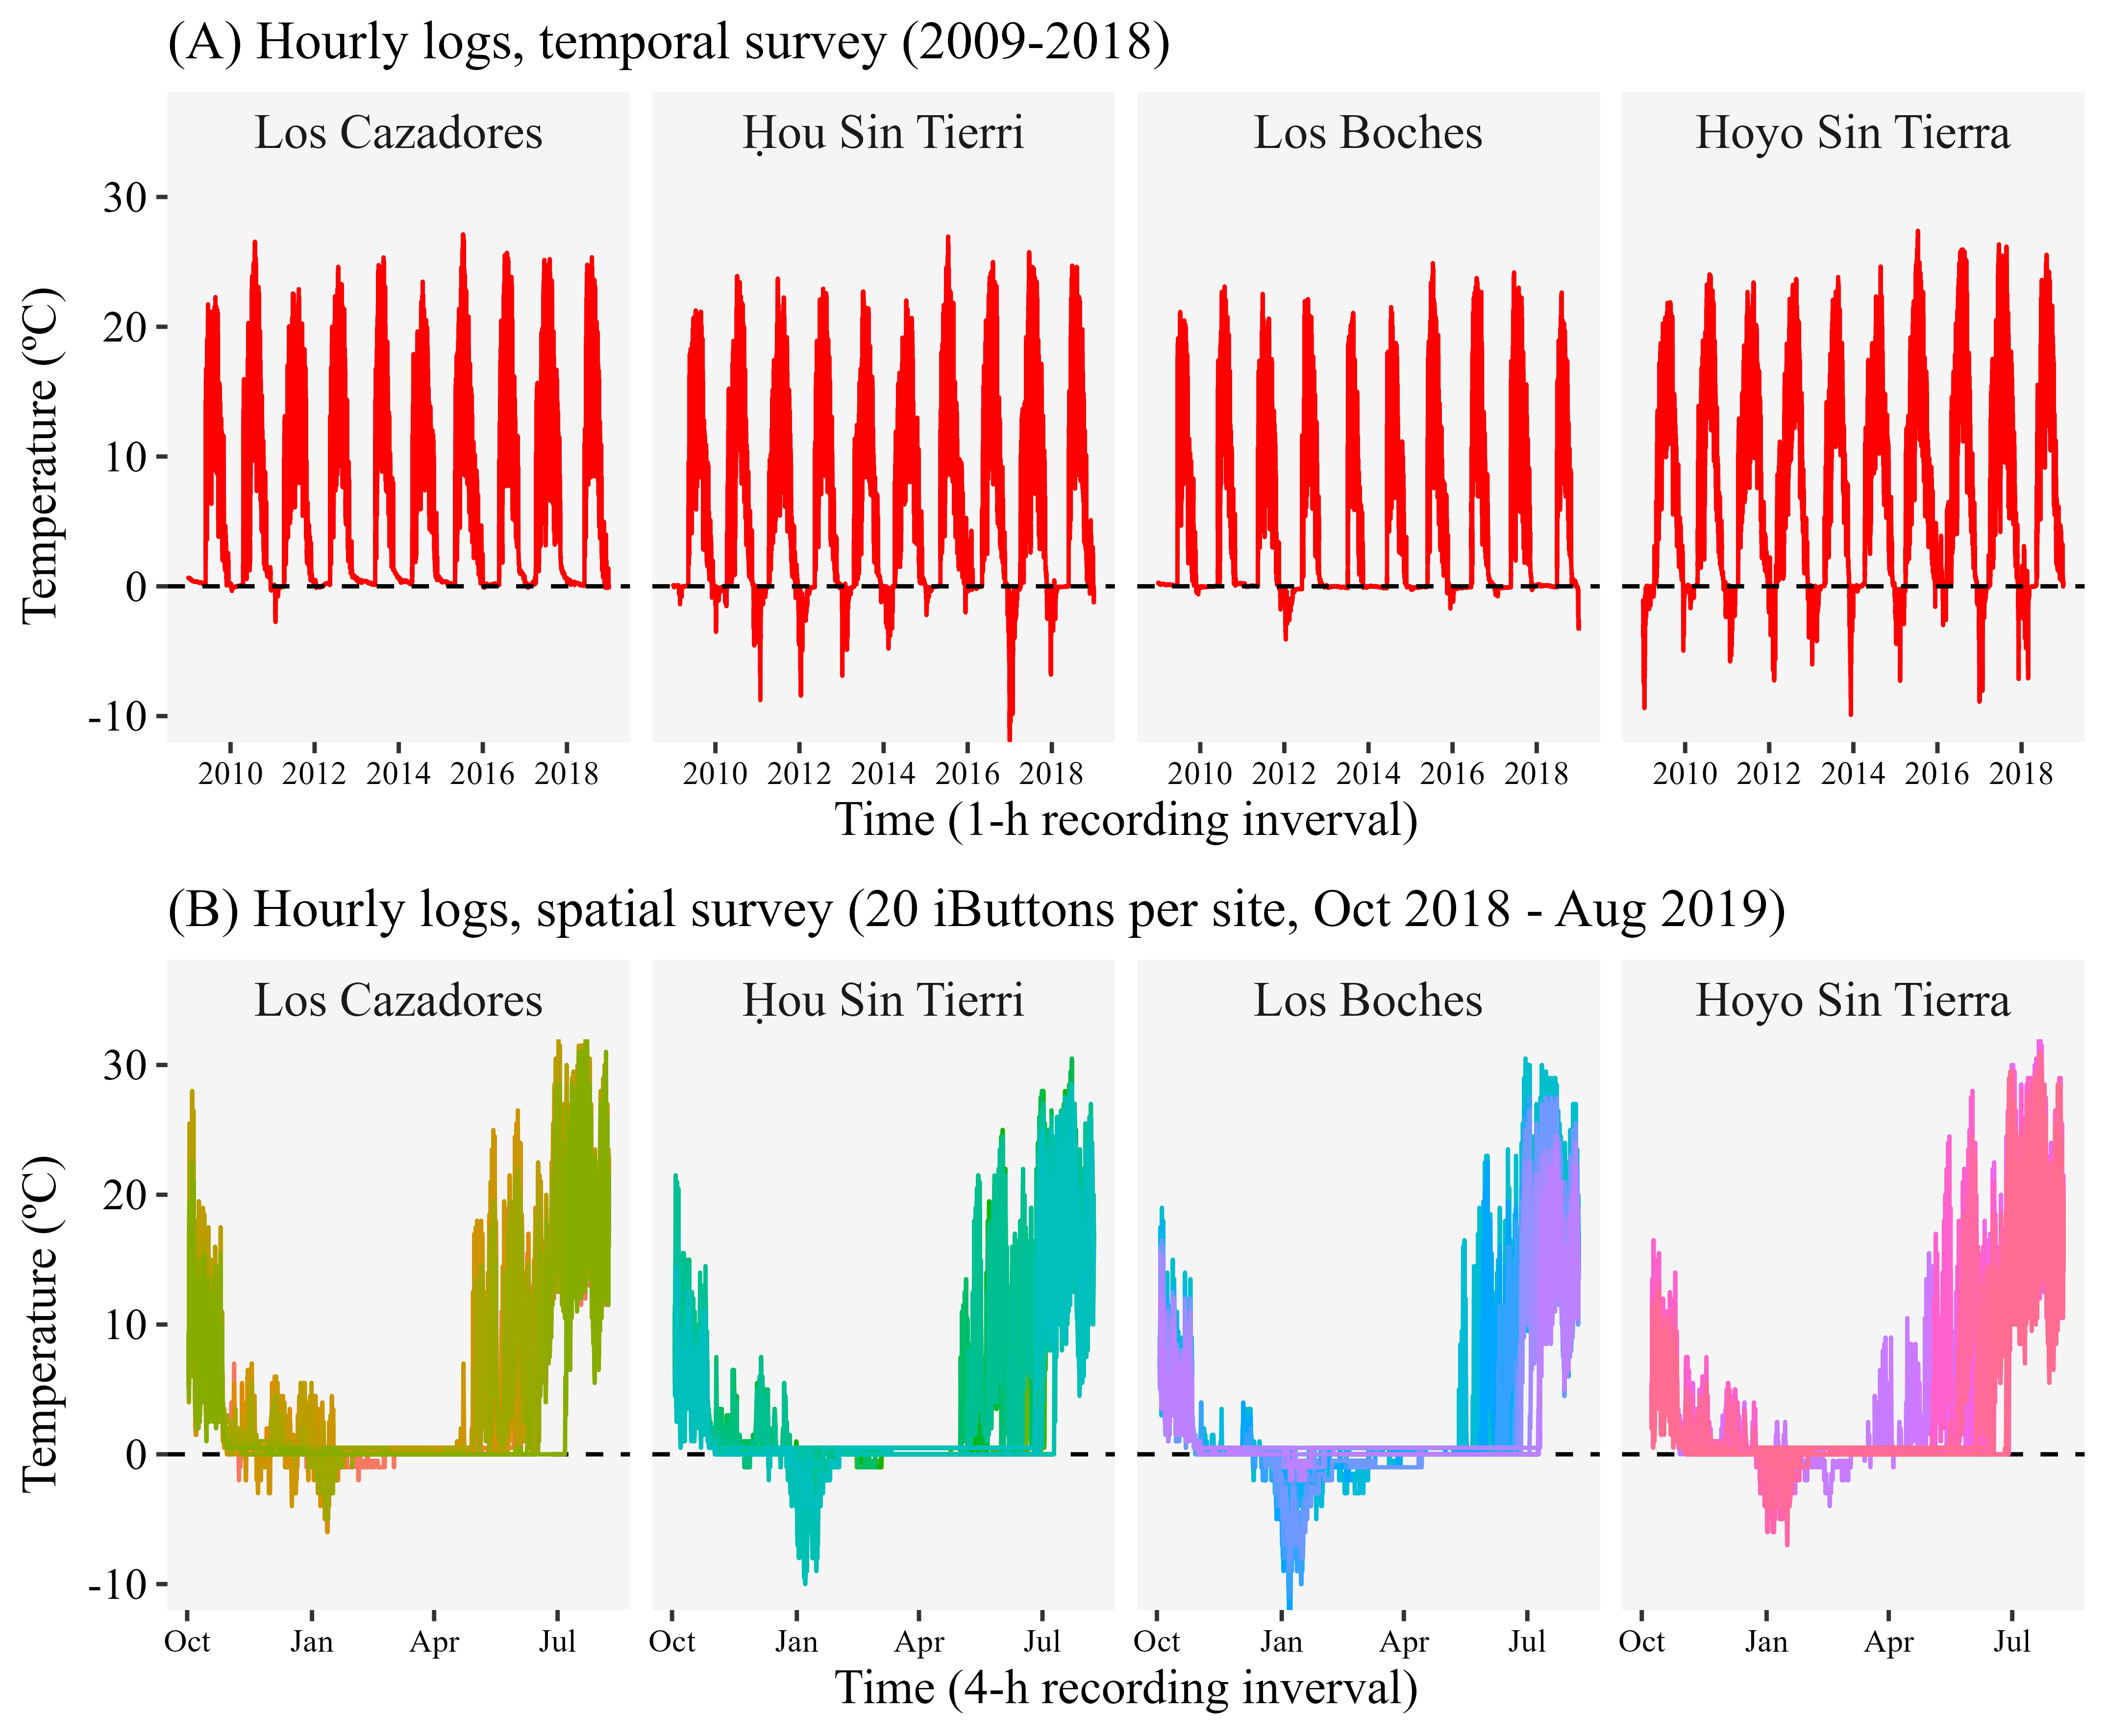 (A) Hourly logs, temporal survey (2009-2018)
Los Cazadores
Ḥou Sin Tierri
Los Boches
Hoyo Sin Tierra
Temperature (ºC)
30
20
10
0
-10
2010 2012 2014 2016 2018
2010 2012 2014 2016 2018
2010 2012 2014 2016 2018
2010 2012 2014 2016 2018
Time (1-h recording inverval)
(B) Hourly logs, spatial survey (20 iButtons per site, Oct 2018 - Aug 2019)
Los Cazadores
Ḥou Sin Tierri
Los Boches
Hoyo Sin Tierra
Temperature (ºC)
30
20
10
0
-10
Oct Jan Apr Jul
Oct Jan Apr Jul
Oct Jan Apr Jul
Oct Jan Apr Jul
Time (4-h recording inverval)